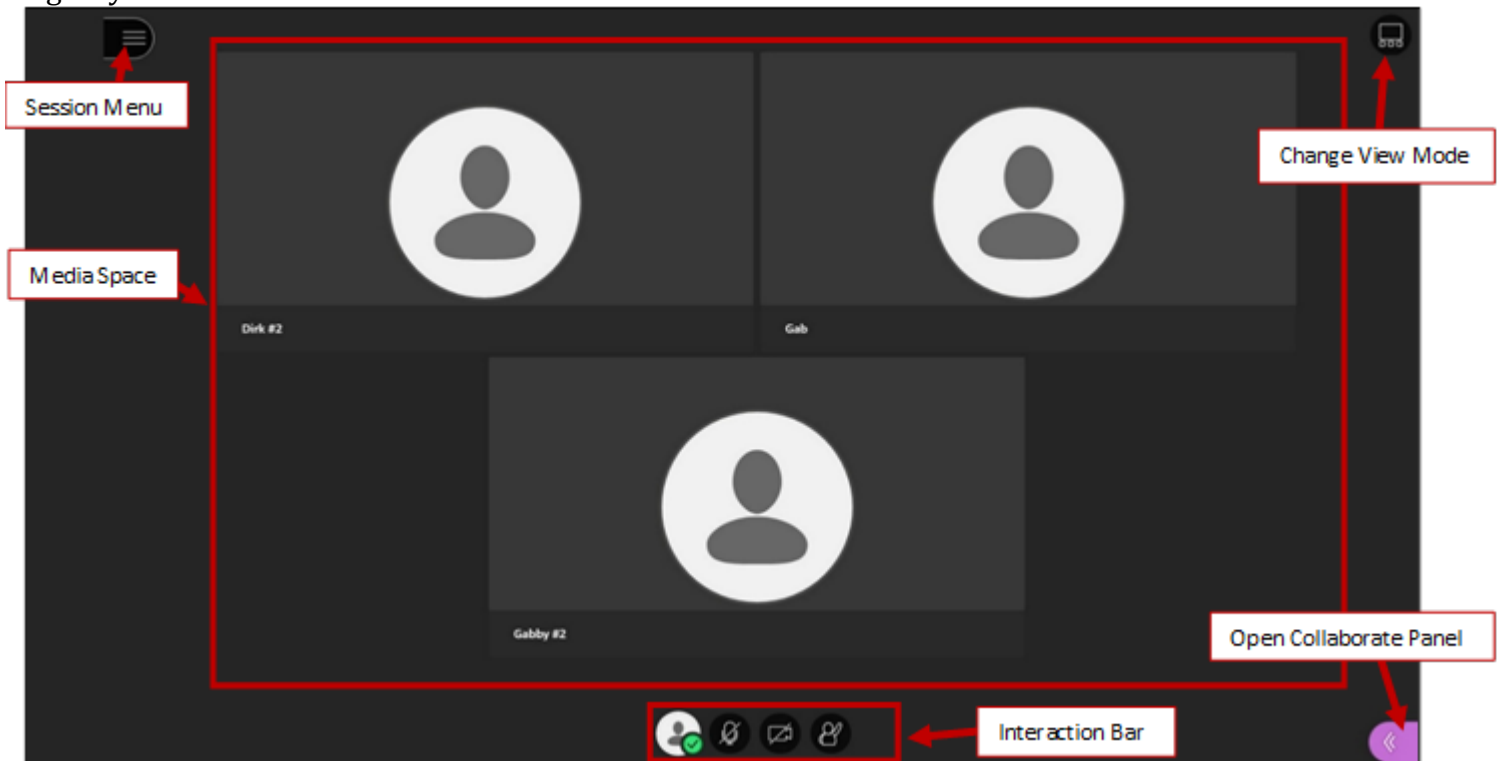 Session Menu
Change View Mode
Media Space
Dirk #2
Gab
Gabby #2
Open Collaborate Panel
Interaction Bar